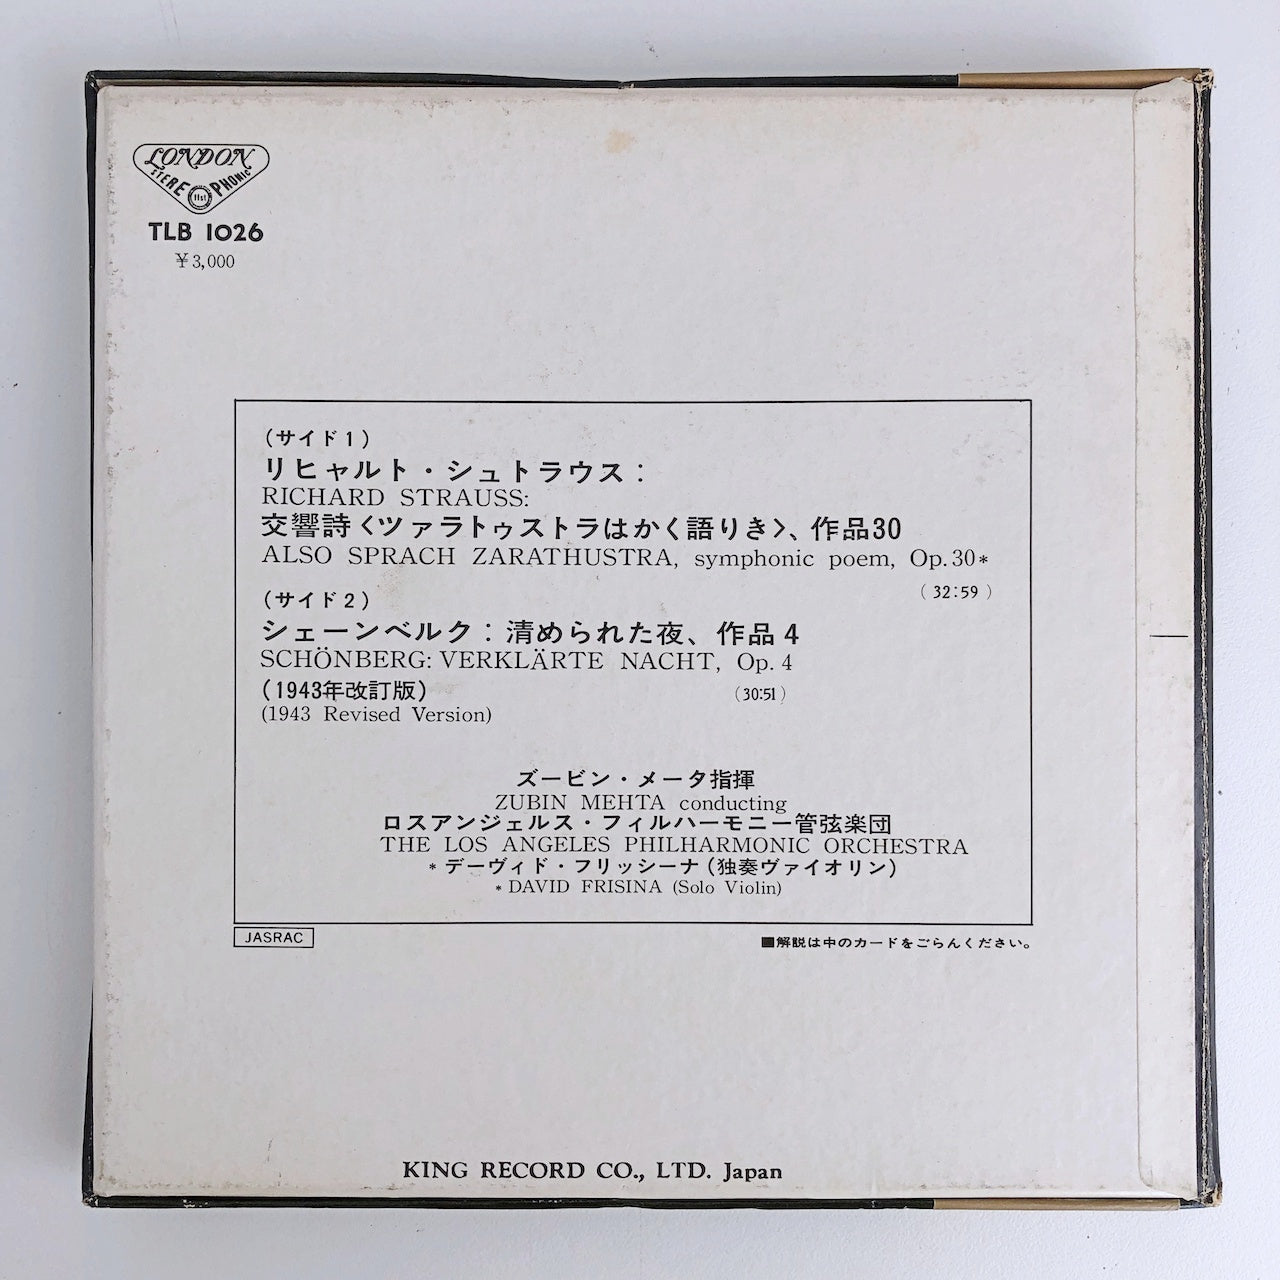 LONDON
STEREOPHONIC
TLB 1026
¥3,000
(サイド1)
リヒャルト・シュトラウス:
RICHARD STRAUSS:
交響詩<ツァラトゥストラはかく語りき>、作品30
ALSO SPRACH ZARATHUSTRA, symphonic poem, Op.30*
(32:59)
(サイド2)
シェーンベルク:清められた夜、作品4
SCHÖNBERG: VERKLÄRTE NACHT, Op. 4
(1943年改訂版) (30:51)
(1943 Revised Version)
ズービン・メータ指揮
ZUBIN MEHTA conducting
ロスアンジェルス・フィルハーモニー管弦楽団
THE LOS ANGELES PHILHARMONIC ORCHESTRA
*デーヴィド・フリッシーナ(独奏ヴァイオリン)
*DAVID FRISINA (Solo Violin)
JASRAC ■解説は中のカードをごらんください。
KING RECORD CO., LTD. Japan